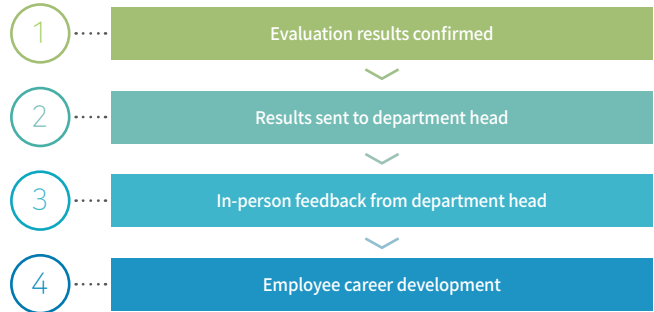 1 Evaluation results confirmed
2 Results sent to department head
3 In-person feedback from department head
4 Employee career development